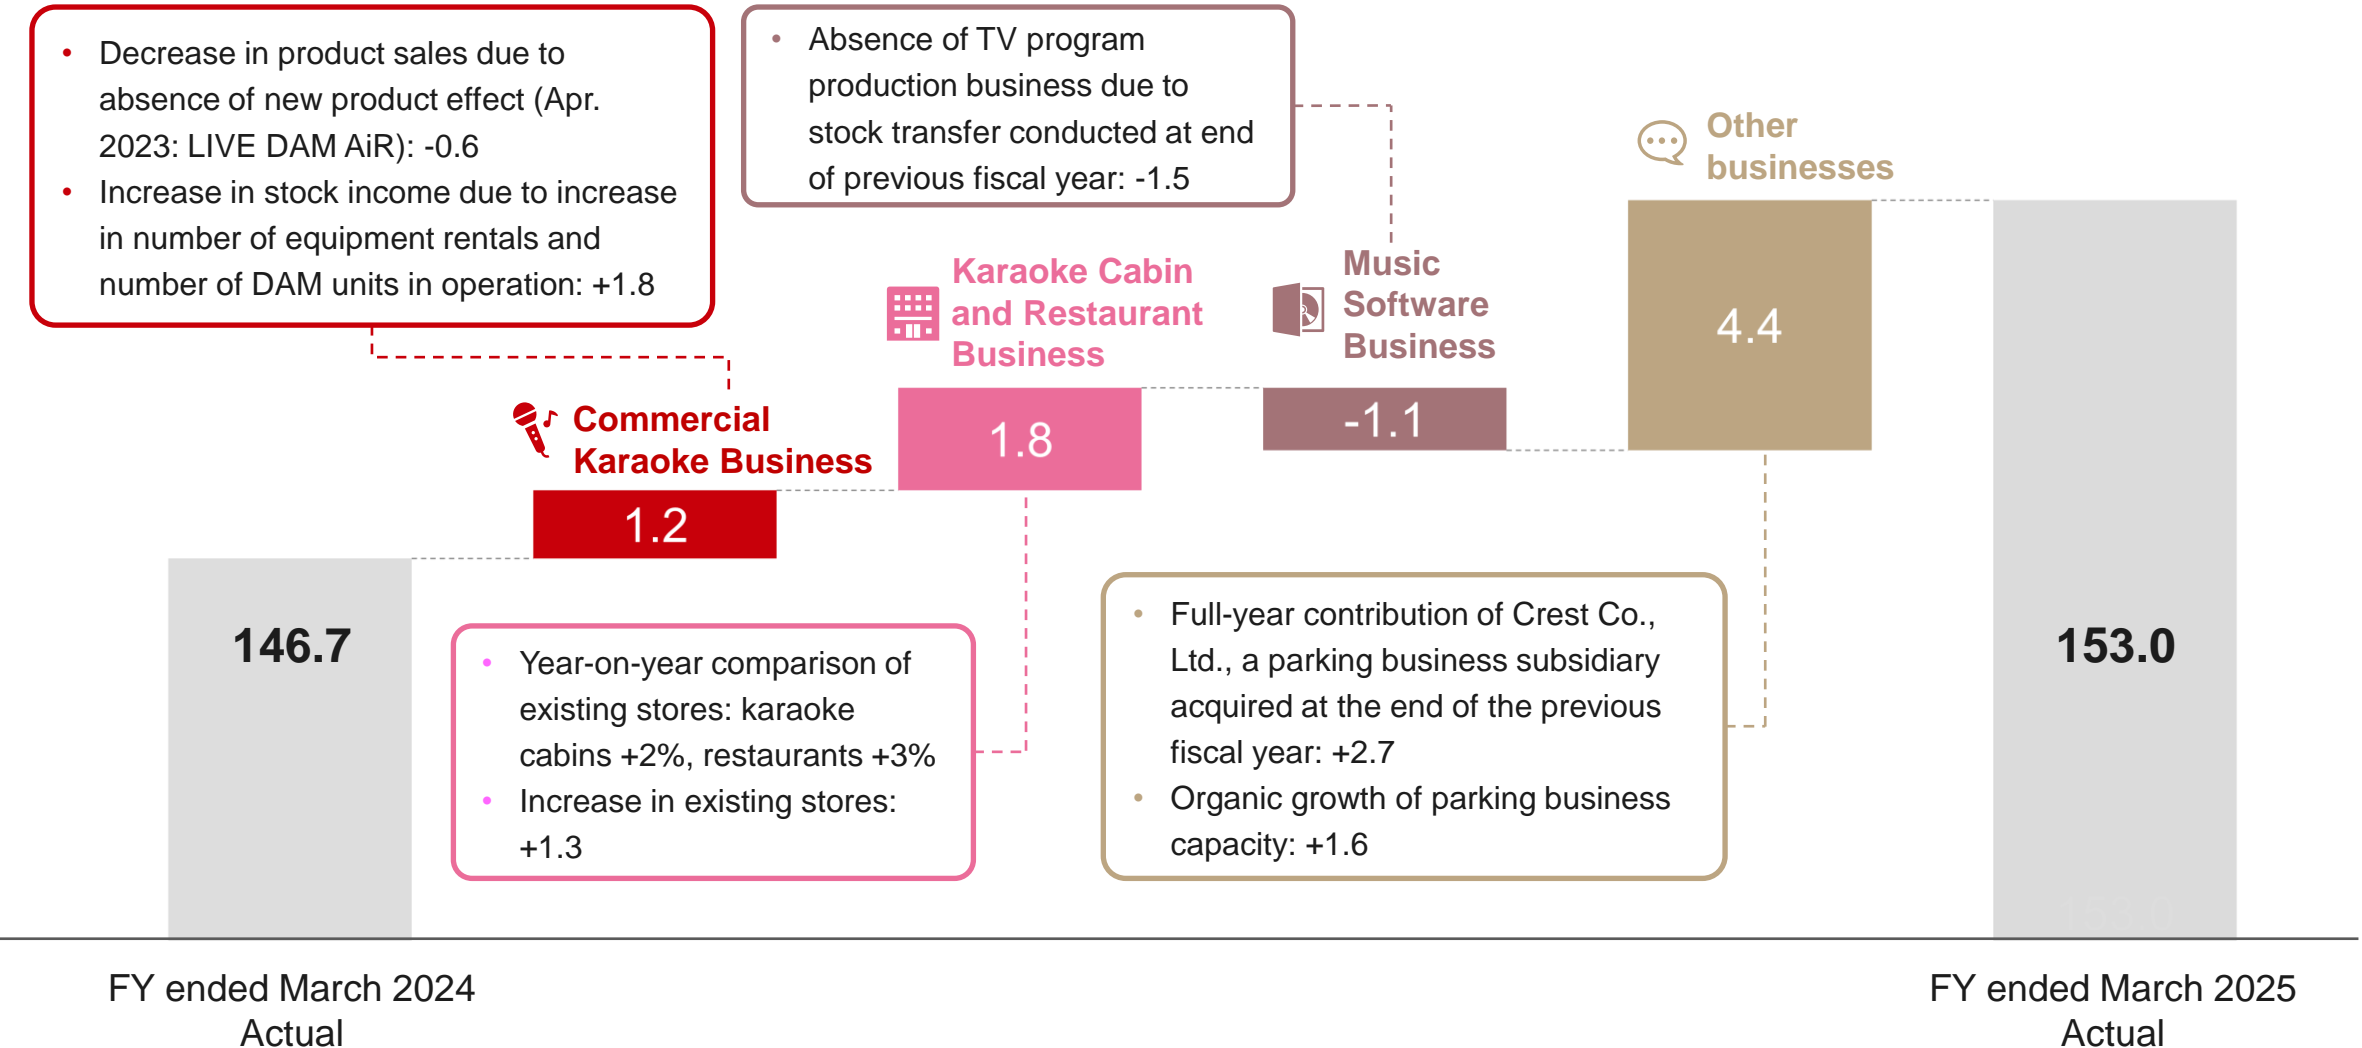 • Decrease in product sales due to
absence of new product effect (Apr.
2023: LIVE DAM AiR): -0.6
• Increase in stock income due to increase
in number of equipment rentals and
number of DAM units in operation: +1.8
• Absence of TV program
production business due to
stock transfer conducted at end
of previous fiscal year: -1.5
Other
businesses
Karaoke Cabin
and Restaurant
Business
Music
Software
Business
4.4
Commercial
Karaoke Business
1.8
-1.1
1.2
146.7
• Year-on-year comparison of
existing stores: karaoke
cabins +2%, restaurants +3%
• Increase in existing stores:
+1.3
• Full-year contribution of Crest Co.,
Ltd., a parking business subsidiary
acquired at the end of the previous
fiscal year: +2.7
• Organic growth of parking business
capacity: +1.6
153.0
153.0
FY ended March 2024
Actual
FY ended March 2025
Actual